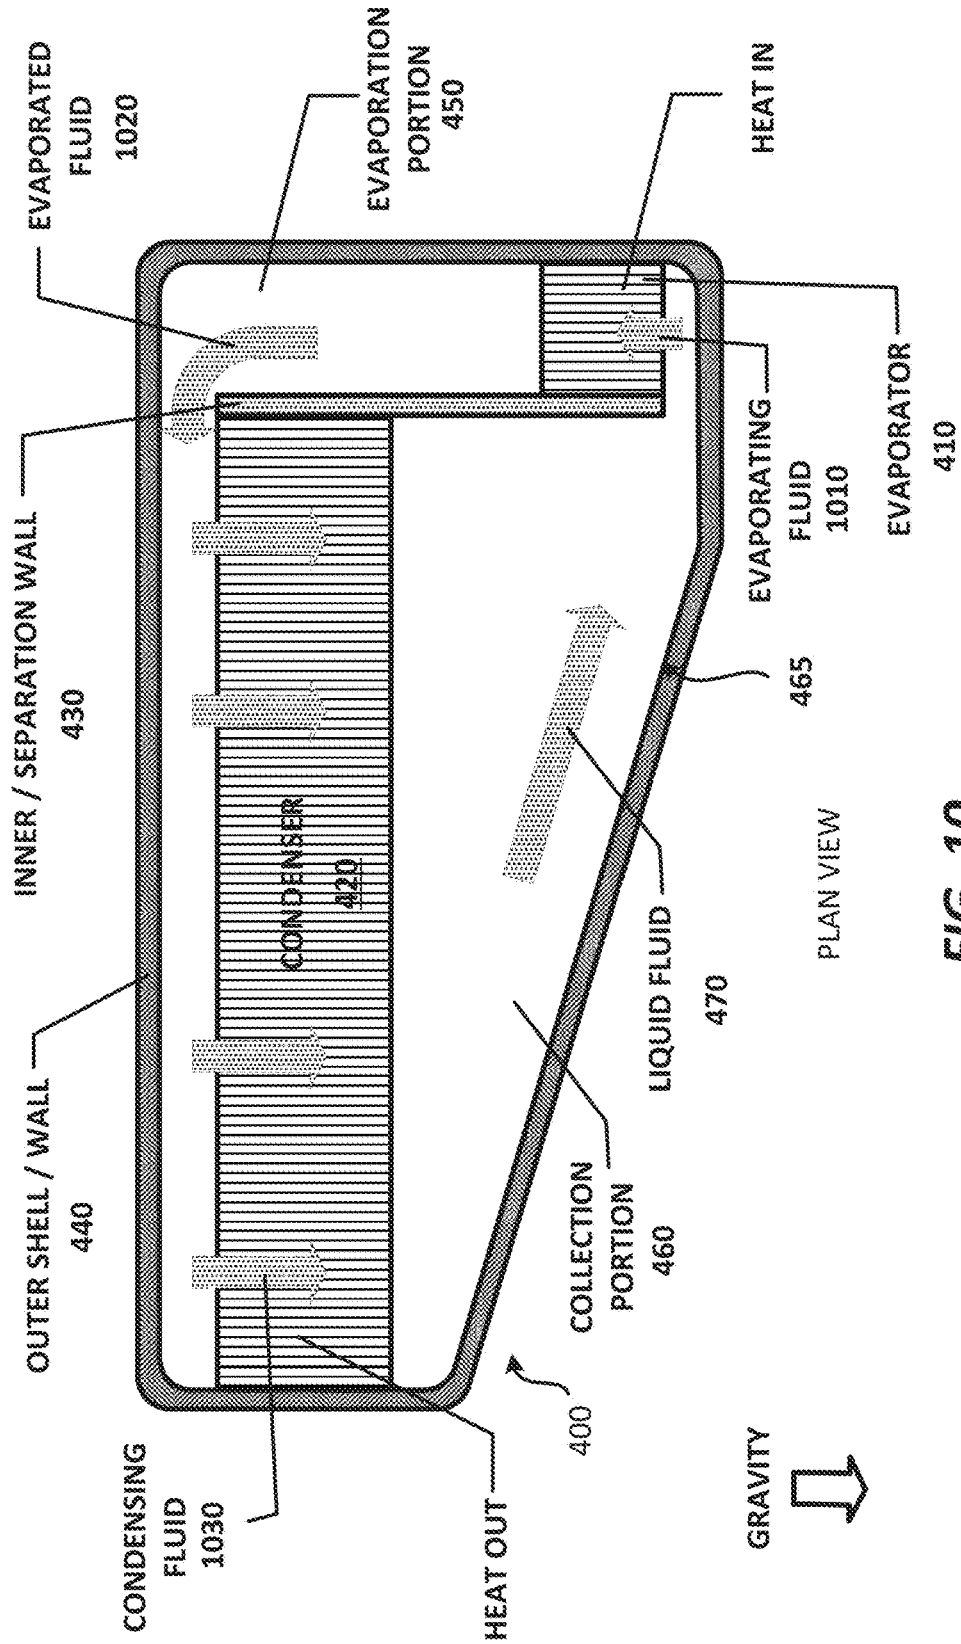 EVAPORATED
FLUID
1020
EVAPORATION
PORTION
450
HEAT IN
INNER / SEPARATION WALL
430
EVAPORATING
FLUID
1010
EVAPORATOR
410
465
CONDENSER
420
OUTER SHELL / WALL
440
LIQUID FLUID
470
PLAN VIEW
FIG. 10
COLLECTION
PORTION
460
CONDENSING
FLUID
1030
HEAT OUT
400
GRAVITY